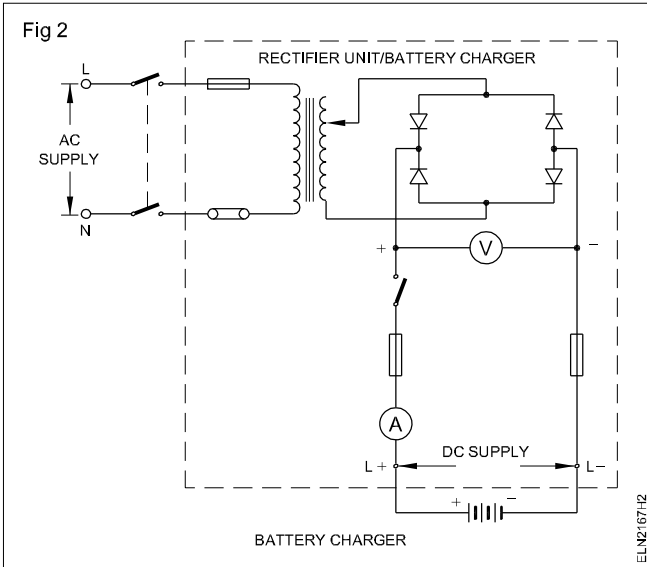 Fig 2
RECTIFIER UNIT/BATTERY CHARGER
L
AC
SUPPLY
N
+ V −
A
DC SUPPLY
L + L−
+ −
BATTERY CHARGER
ELN2167H2